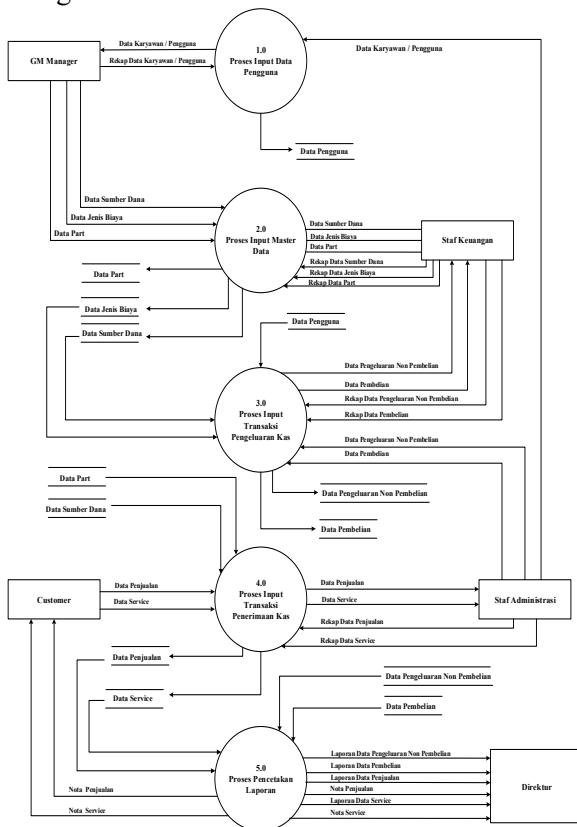 Data Karyawan / Pengguna
Rekap Data Karyawan / Pengguna
GM Manager
1.0
Proses Input Data
Pengguna
Data Karyawan / Pengguna
Data Pengguna
Data Sumber Dana
Data Jenis Biaya
Data Part
2.0
Proses Input Master
Data
Data Sumber Dana
Data Jenis Biaya
Data Part
Rekap Data Sumber Dana
Rekap Data Jenis Biaya
Rekap Data Part
Staf Keuangan
Data Part
Data Jenis Biaya
Data Sumber Dana
Data Pengguna
3.0
Proses Input
Transaksi
Pengeluaran Kas
Data Pengeluaran Non Pembelian
Data Pembelian
Rekap Data Pengeluaran Non Pembelian
Rekap Data Pembelian
Data Pengeluaran Non Pembelian
Data Pembelian
Data Pengeluaran Non Pembelian
Data Pembelian
Data Part
Data Sumber Dana
Customer
Data Penjualan
Data Service
4.0
Proses Input
Transaksi
Penerimaan Kas
Data Penjualan
Data Service
Rekap Data Penjualan
Rekap Data Service
Staf Administrasi
Data Penjualan
Data Service
Data Pengeluaran Non Pembelian
Data Pembelian
5.0
Proses Pencetakan
Laporan
Nota Penjualan
Nota Service
Laporan Data Pengeluaran Non Pembelian
Laporan Data Pembelian
Laporan Data Penjualan
Nota Penjualan
Laporan Data Service
Nota Service
Direktur